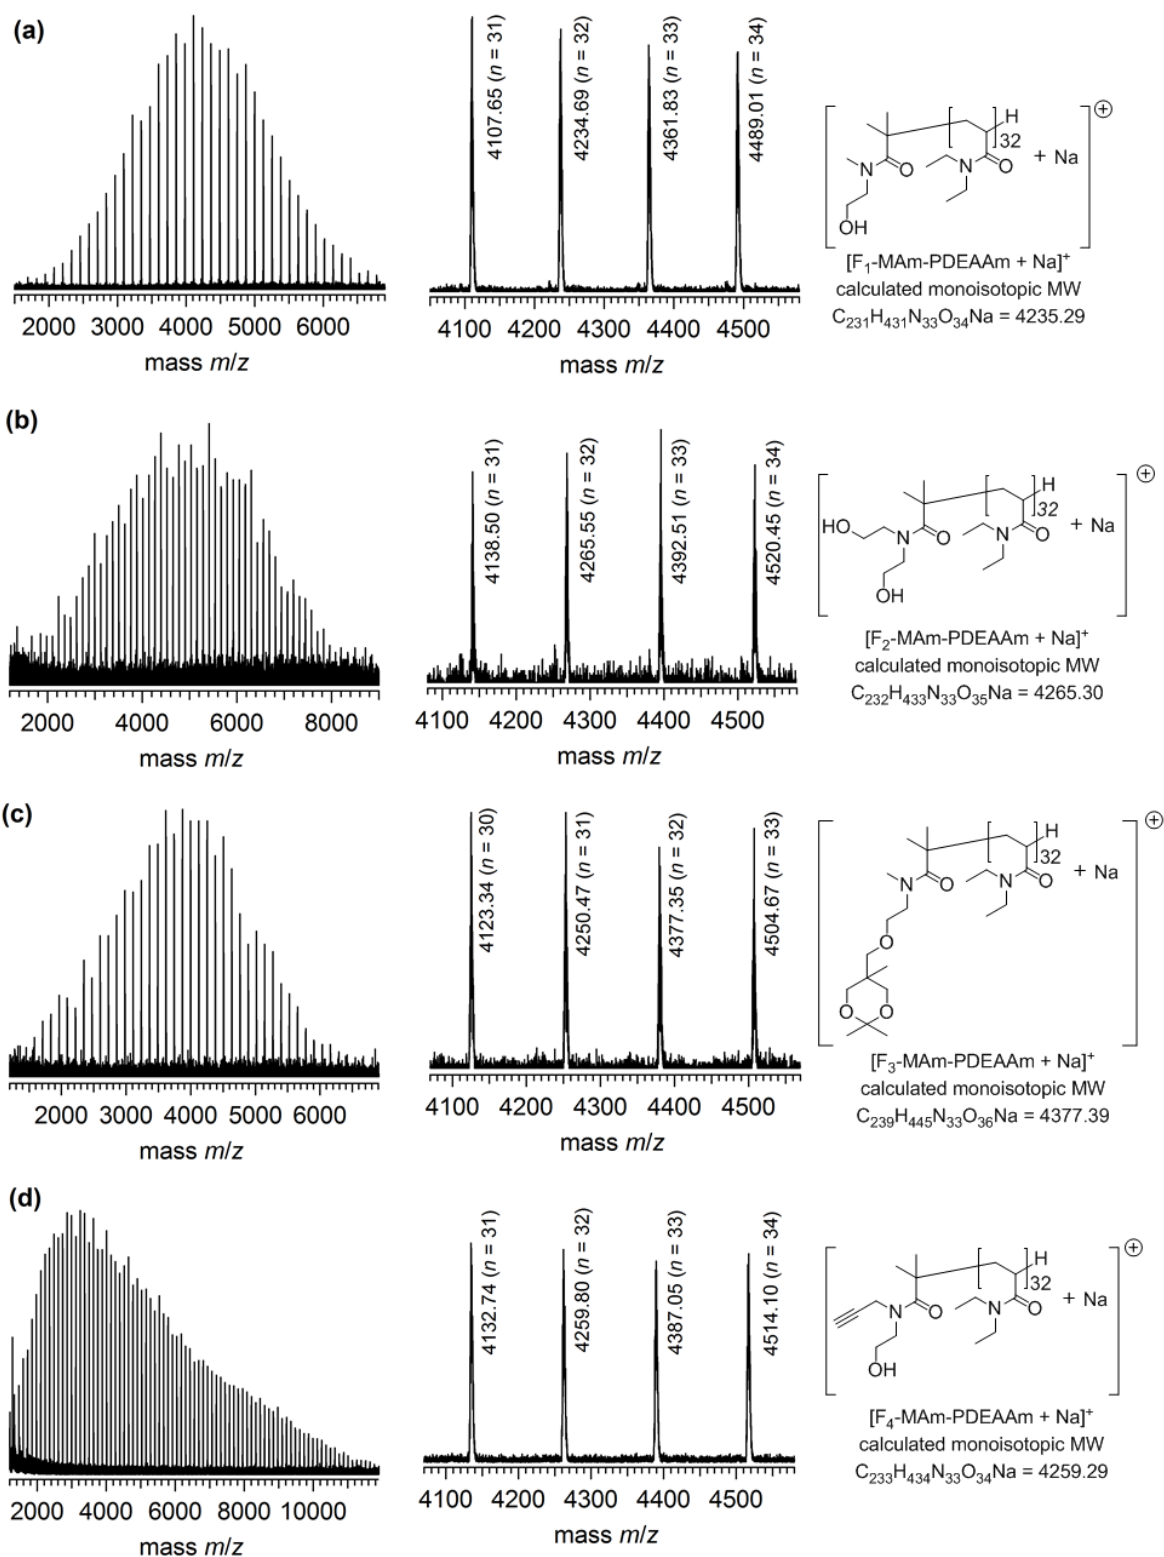 (a)
4107.65 (n = 31)
4234.69 (n = 32)
4361.83 (n = 33)
4489.01 (n = 34)
2000 3000 4000 5000 6000
mass m/z
4100 4200 4300 4400 4500
mass m/z
H
32
+ Na
N
O
N
O
OH
[F₁-MAm-PDEAAm + Na]⁺
calculated monoisotopic MW
C₂₃₁H₄₃₁N₃₃O₃₄Na = 4235.29
(b)
4138.50 (n = 31)
4265.55 (n = 32)
4392.51 (n = 33)
4520.45 (n = 34)
2000 4000 6000 8000
mass m/z
4100 4200 4300 4400 4500
mass m/z
H
32
+ Na
HO
N
O
N
O
OH
[F₂-MAm-PDEAAm + Na]⁺
calculated monoisotopic MW
C₂₃₂H₄₃₃N₃₃O₃₅Na = 4265.30
(c)
4123.34 (n = 30)
4250.47 (n = 31)
4377.35 (n = 32)
4504.67 (n = 33)
2000 3000 4000 5000 6000
mass m/z
4100 4200 4300 4400 4500
mass m/z
H
32
+ Na
N
O
N
O
O
O O
[F₃-MAm-PDEAAm + Na]⁺
calculated monoisotopic MW
C₂₃₉H₄₄₅N₃₃O₃₆Na = 4377.39
(d)
4132.74 (n = 31)
4259.80 (n = 32)
4387.05 (n = 33)
4514.10 (n = 34)
2000 4000 6000 8000 10000
mass m/z
4100 4200 4300 4400 4500
mass m/z
H
32
+ Na
N
O
N
O
OH
[F₄-MAm-PDEAAm + Na]⁺
calculated monoisotopic MW
C₂₃₃H₄₃₄N₃₃O₃₄Na = 4259.29